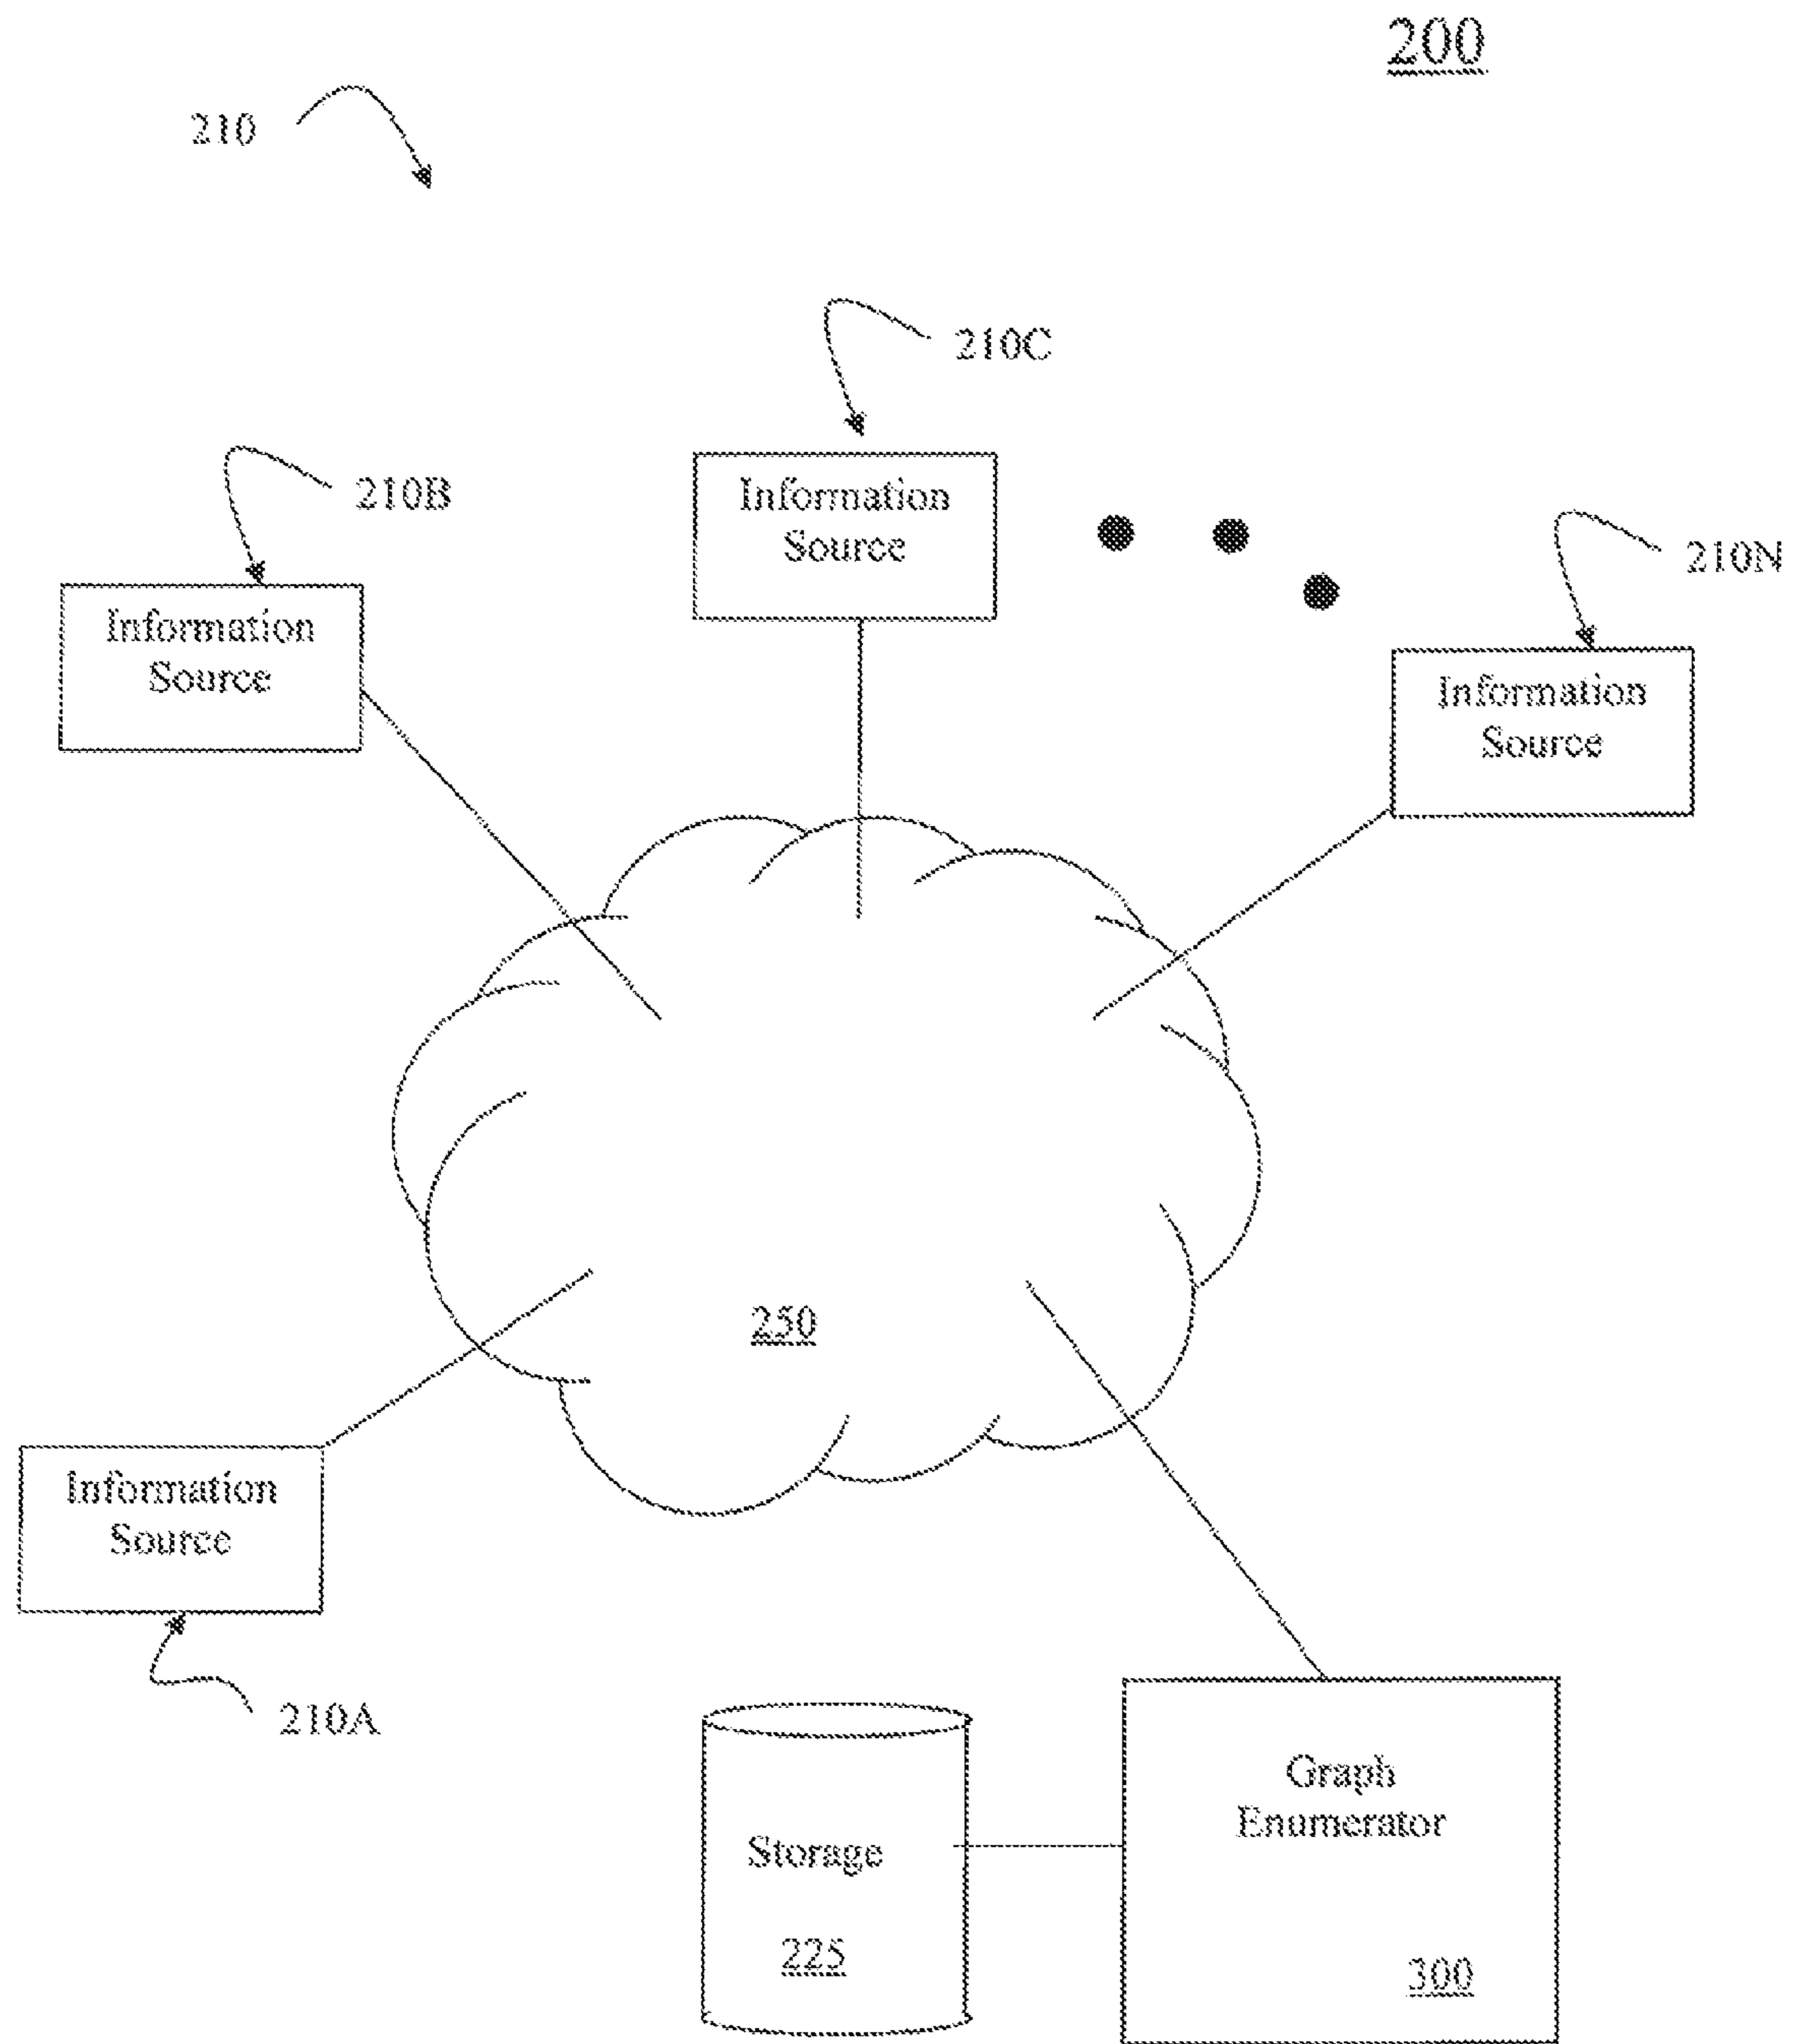 200
210
210C
210B
Information
Source
210N
Information
Source
Information
Source
250
Information
Source
210A
Graph
Enumerator
Storage
225
300